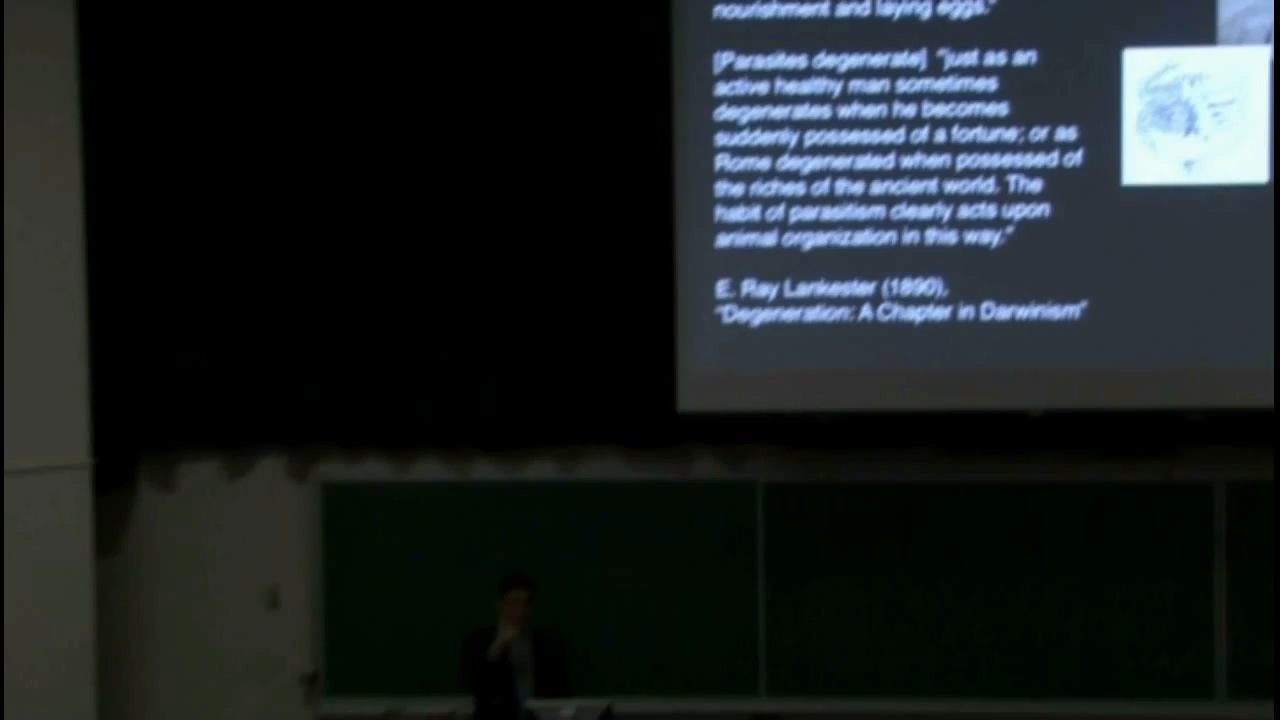 nourishment and laying eggs."
[Parasites degenerate] "just as an
active healthy man sometimes
degenerates when he becomes
suddenly possessed of a fortune; or as
Rome degenerated when possessed of
the riches of the ancient world. The
habit of parasitism clearly acts upon
animal organization in this way."
E. Ray Lankester (1890),
"Degeneration: A Chapter in Darwinism"